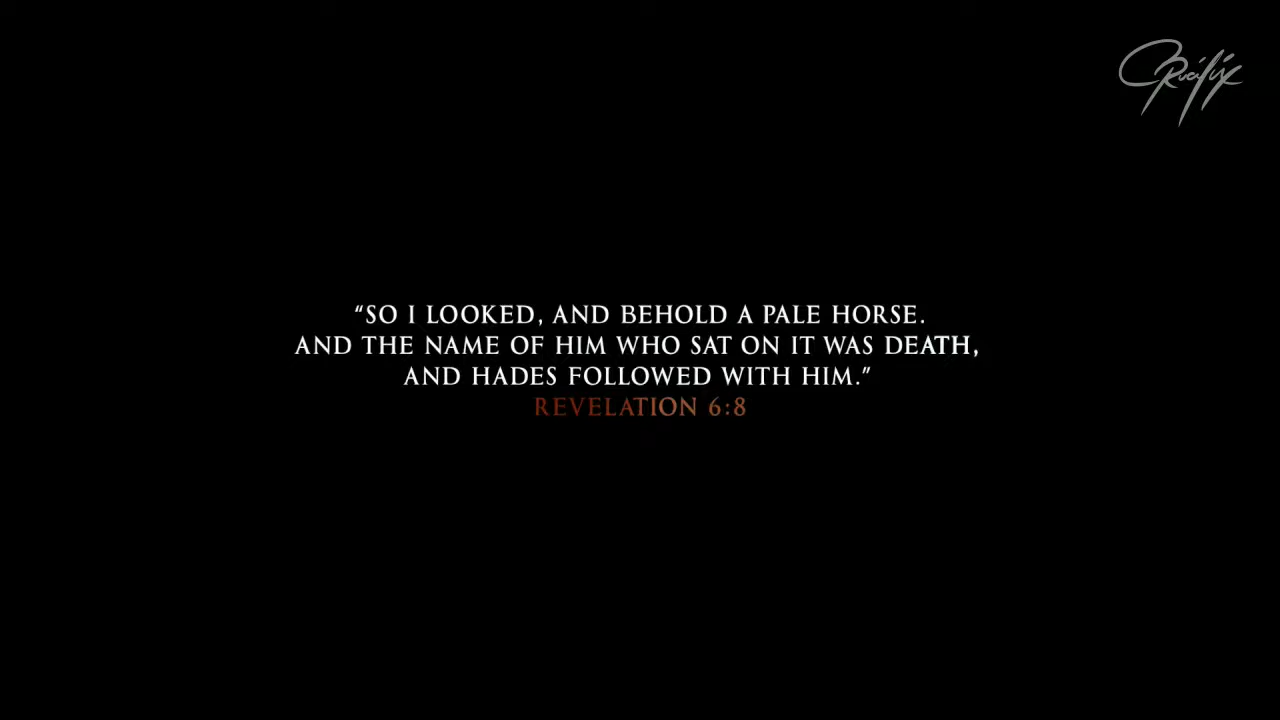 Crucifix
“SO I LOOKED, AND BEHOLD A PALE HORSE.
AND THE NAME OF HIM WHO SAT ON IT WAS DEATH,
AND HADES FOLLOWED WITH HIM.”
REVELATION 6:8